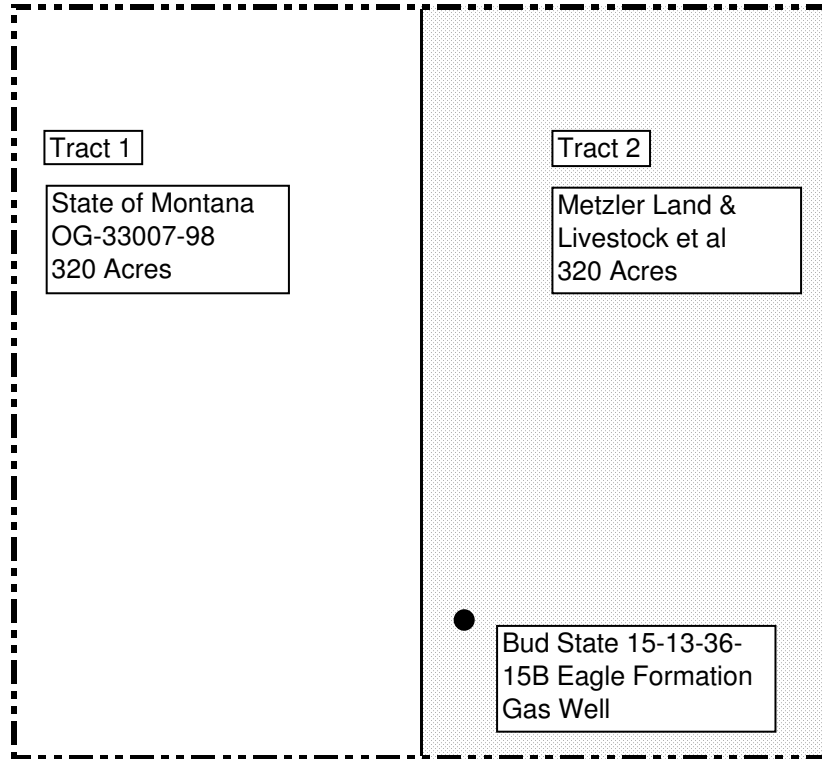 Tract 1
State of Montana
OG-33007-98
320 Acres
Tract 2
Metzler Land &
Livestock et al
320 Acres
Bud State 15-13-36-
15B Eagle Formation
Gas Well